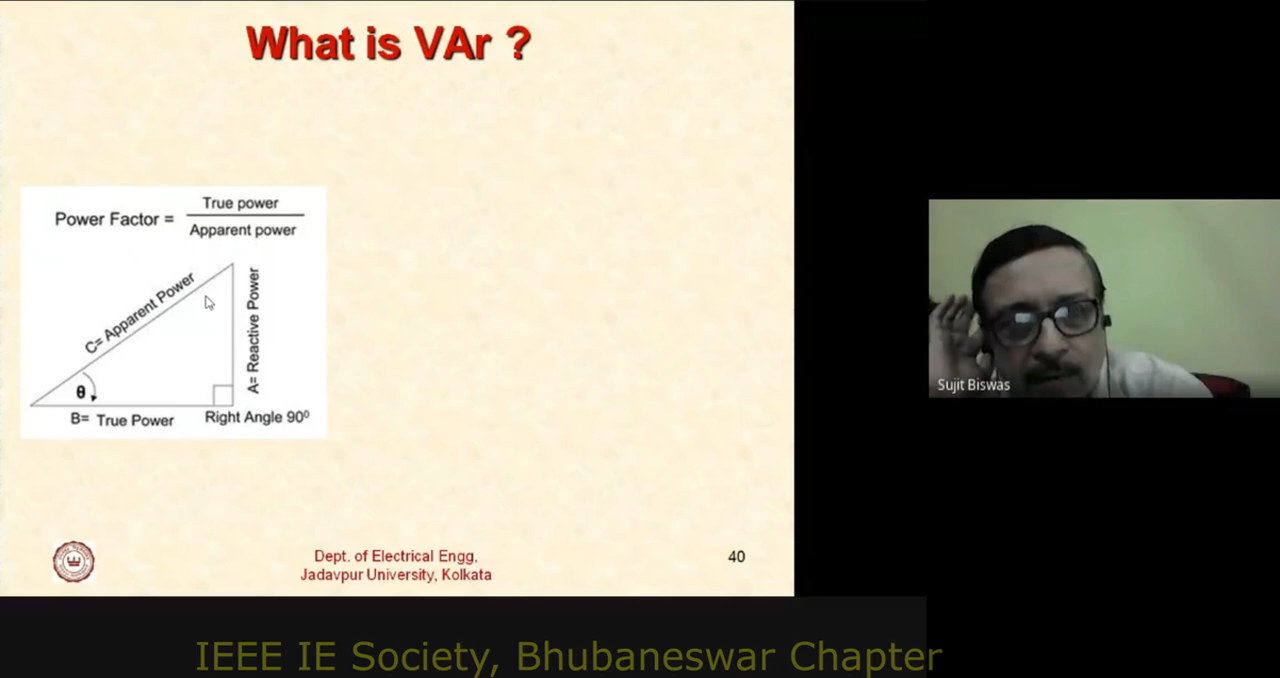 What is VAr ?
Power Factor =
True power
Apparent power
C= Apparent Power
A= Reactive Power
θ
B= True Power
Right Angle 90⁰
Dept. of Electrical Engg,
Jadavpur University, Kolkata
40
Sujit Biswas
IEEE IE Society, Bhubaneswar Chapter